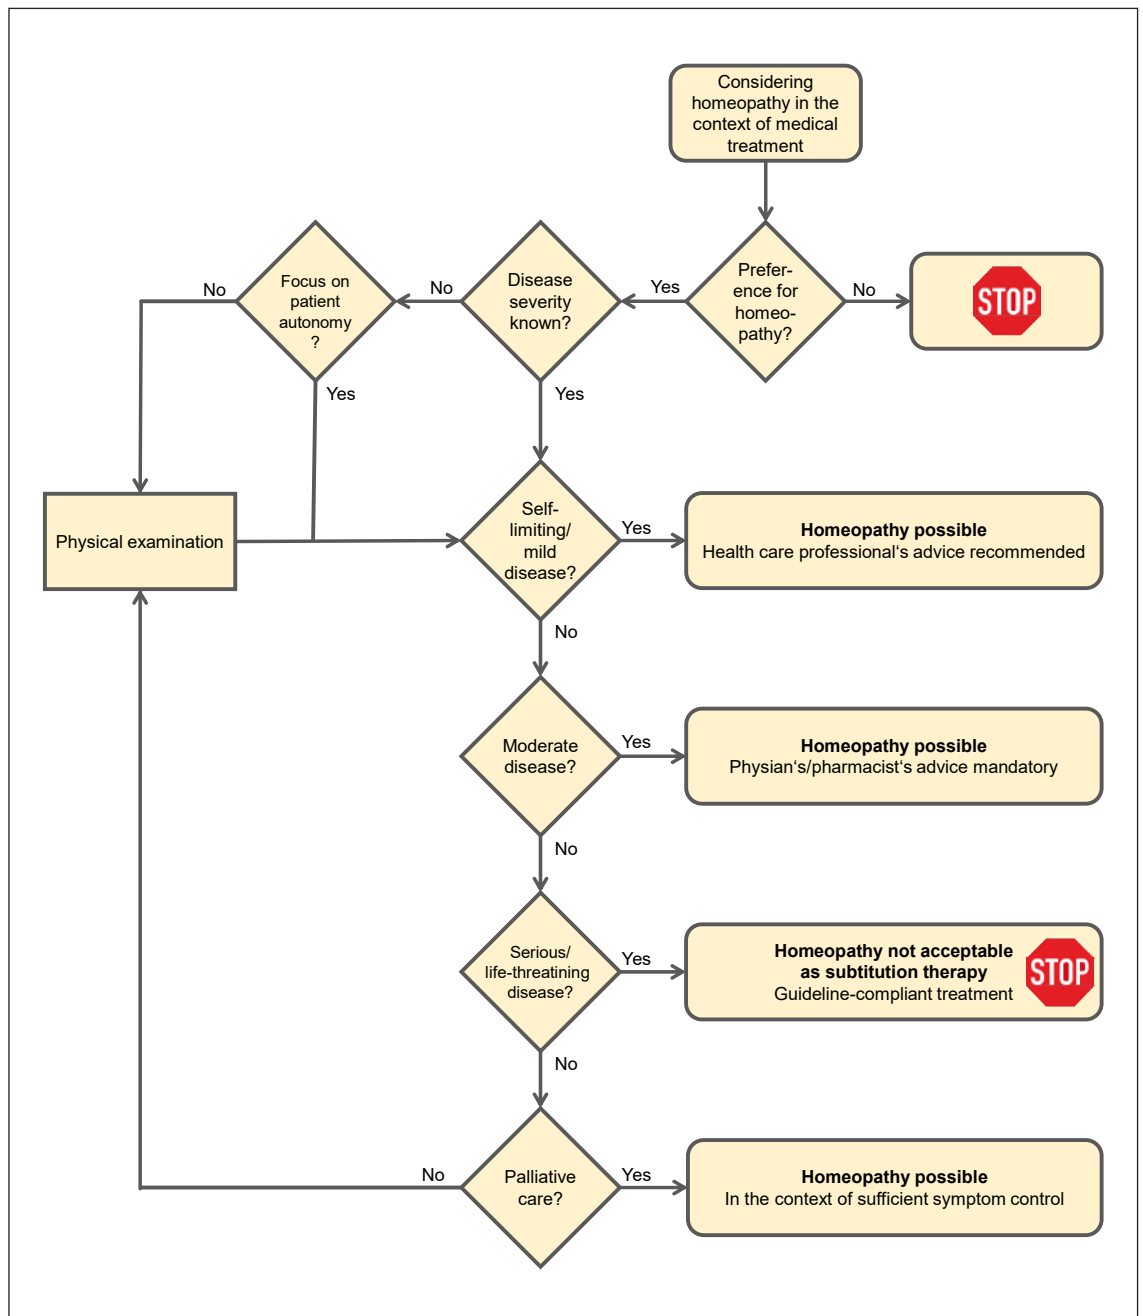 Considering
homeopathy in the
context of medical
treatment
Prefer-
ence for
homeo-
pathy?
No
STOP
Yes
Disease
severity
known?
No
Focus on
patient
autonomy
?
No
Yes
Yes
Physical examination
Self-
limiting/
mild
disease?
Yes
Homeopathy possible
Health care professional‘s advice recommended
No
Moderate
disease?
Yes
Homeopathy possible
Physian‘s/pharmacist‘s advice mandatory
No
Serious/
life-threatining
disease?
Yes
Homeopathy not acceptable
as subtitution therapy
Guideline-compliant treatment
STOP
No
Palliative
care?
No
Yes
Homeopathy possible
In the context of sufficient symptom control